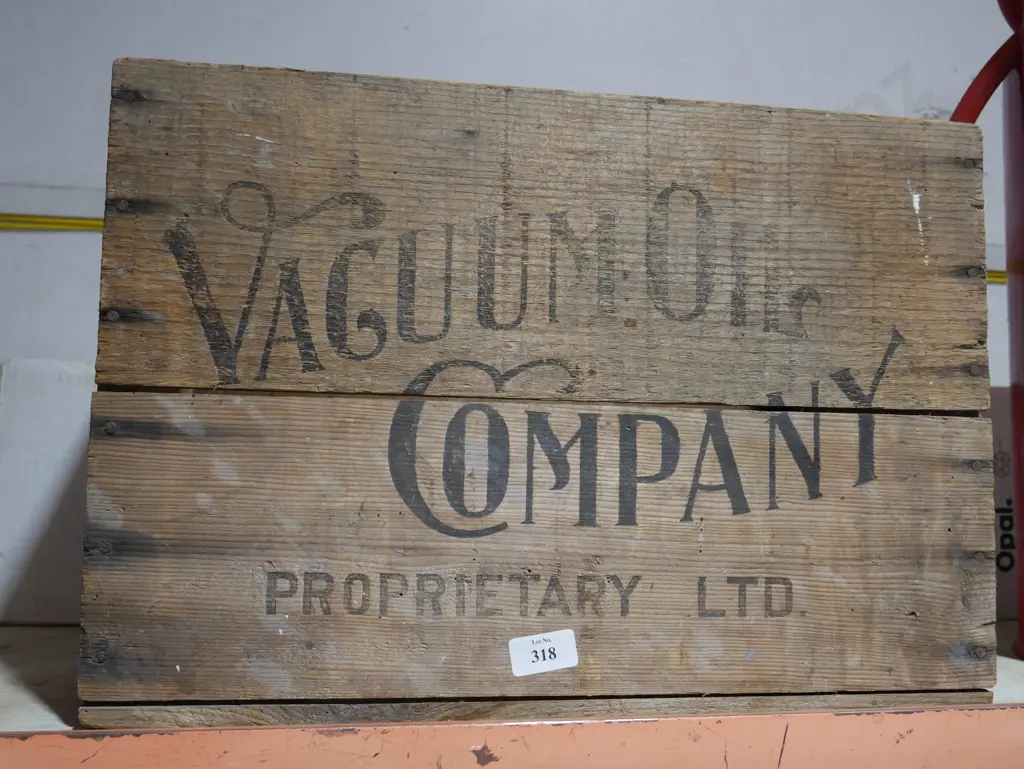 VACUUM OIL
COMPANY
PROPRIETARY LTD.
Lot No.
318
Opal.